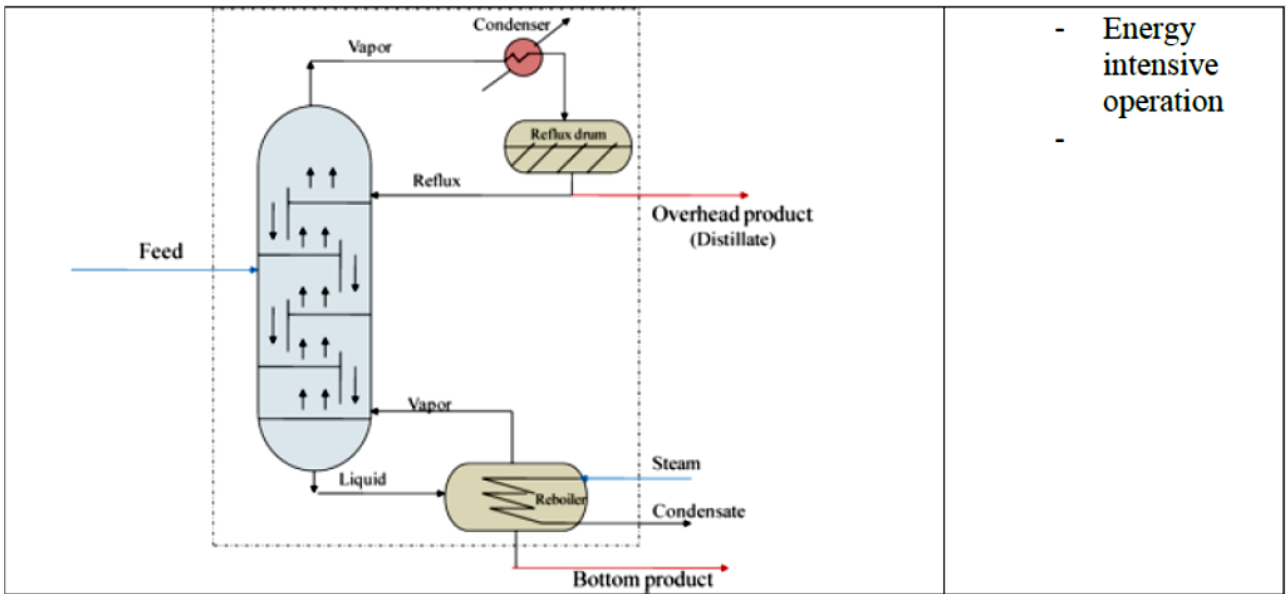 Condenser
Vapor
Reflux drum
Reflux
Overhead product
(Distillate)
Feed
Vapor
Steam
Liquid
Reboiler
Condensate
Bottom product
- Energy
intensive
operation
-